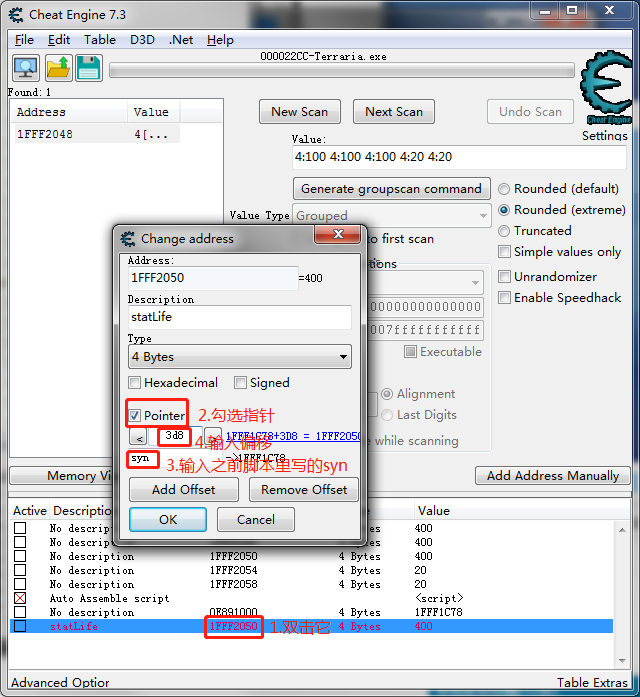 Cheat Engine 7.3
File Edit Table D3D .Net Help
000022CC-Terraria.exe
Found: 1
Address Value
1FFF2048 4[...
New Scan Next Scan Undo Scan
Cheat Engine
Settings
Value:
4:100 4:100 4:100 4:20 4:20
Generate groupscan command
Value Type Grouped
to first scan
Rounded (default)
Rounded (extreme)
Truncated
Simple values only
Unrandomizer
Enable Speedhack
tions
0000000000000
007fffffffffff
Executable
Alignment
Last Digits
e while scanning
Change address
Address:
1FFF2050 =400
Description
statLife
Type
4 Bytes
Hexadecimal Signed
Pointer 2.勾选指针
< 3d8 1FFF1C78+3D8 = 1FFF2050
4.输入偏移
syn ->1FFF1C78
3.输入之前脚本里写的syn
Add Offset Remove Offset
OK Cancel
Memory Vi
Add Address Manually
Active Descriptio Value
No description 400
No description 400
No description 1FFF2050 4 Bytes 400
No description 1FFF2054 4 Bytes 20
No description 1FFF2058 4 Bytes 20
Auto Assemble script <script>
No description 0E891000 4 Bytes 1FFF1C78
statLife 1FFF2050 1.双击它 4 Bytes 400
Advanced Option Table Extras